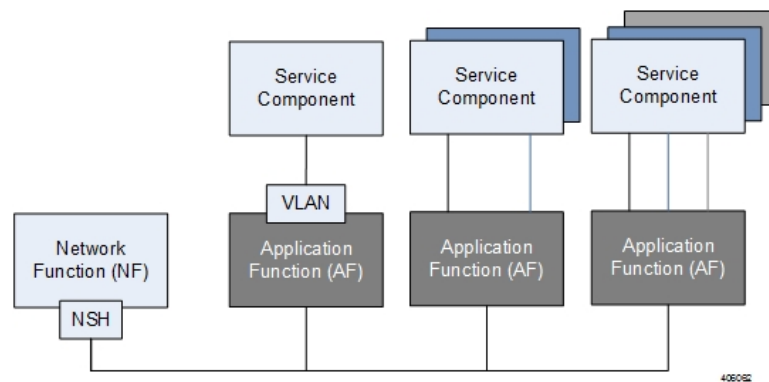 Service
Component
Service
Component
Service
Component
VLAN
Network
Function (NF)
NSH
Application
Function (AF)
Application
Function (AF)
Application
Function (AF)
406062